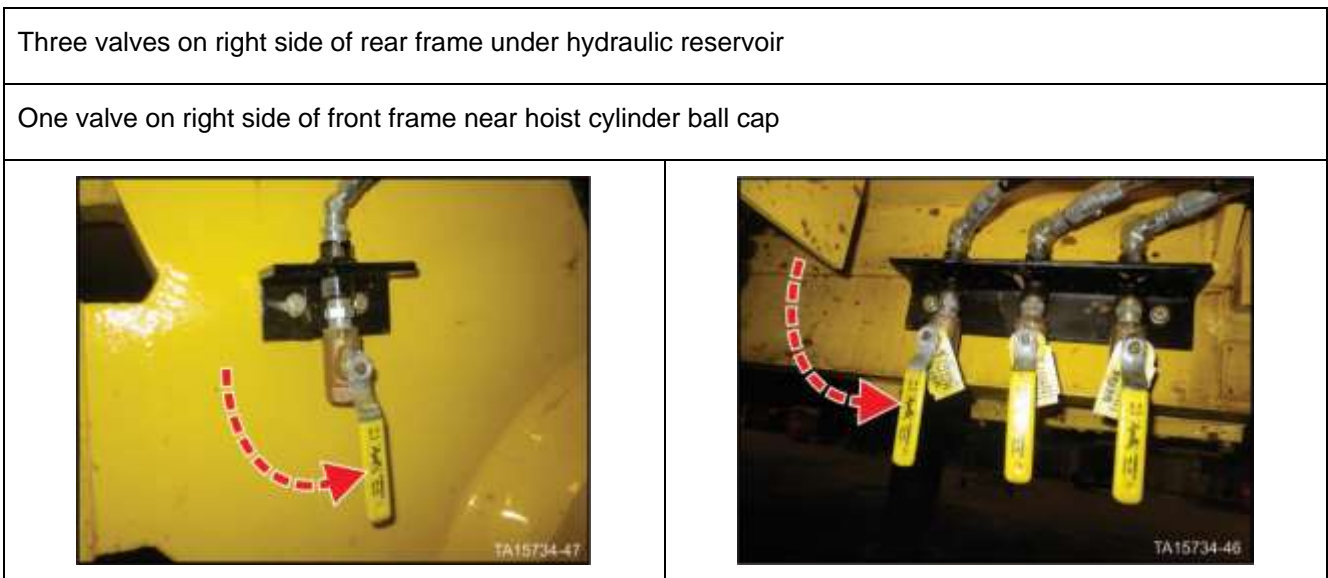 Three valves on right side of rear frame under hydraulic reservoir
One valve on right side of front frame near hoist cylinder ball cap
TA15734-47
TA15734-46